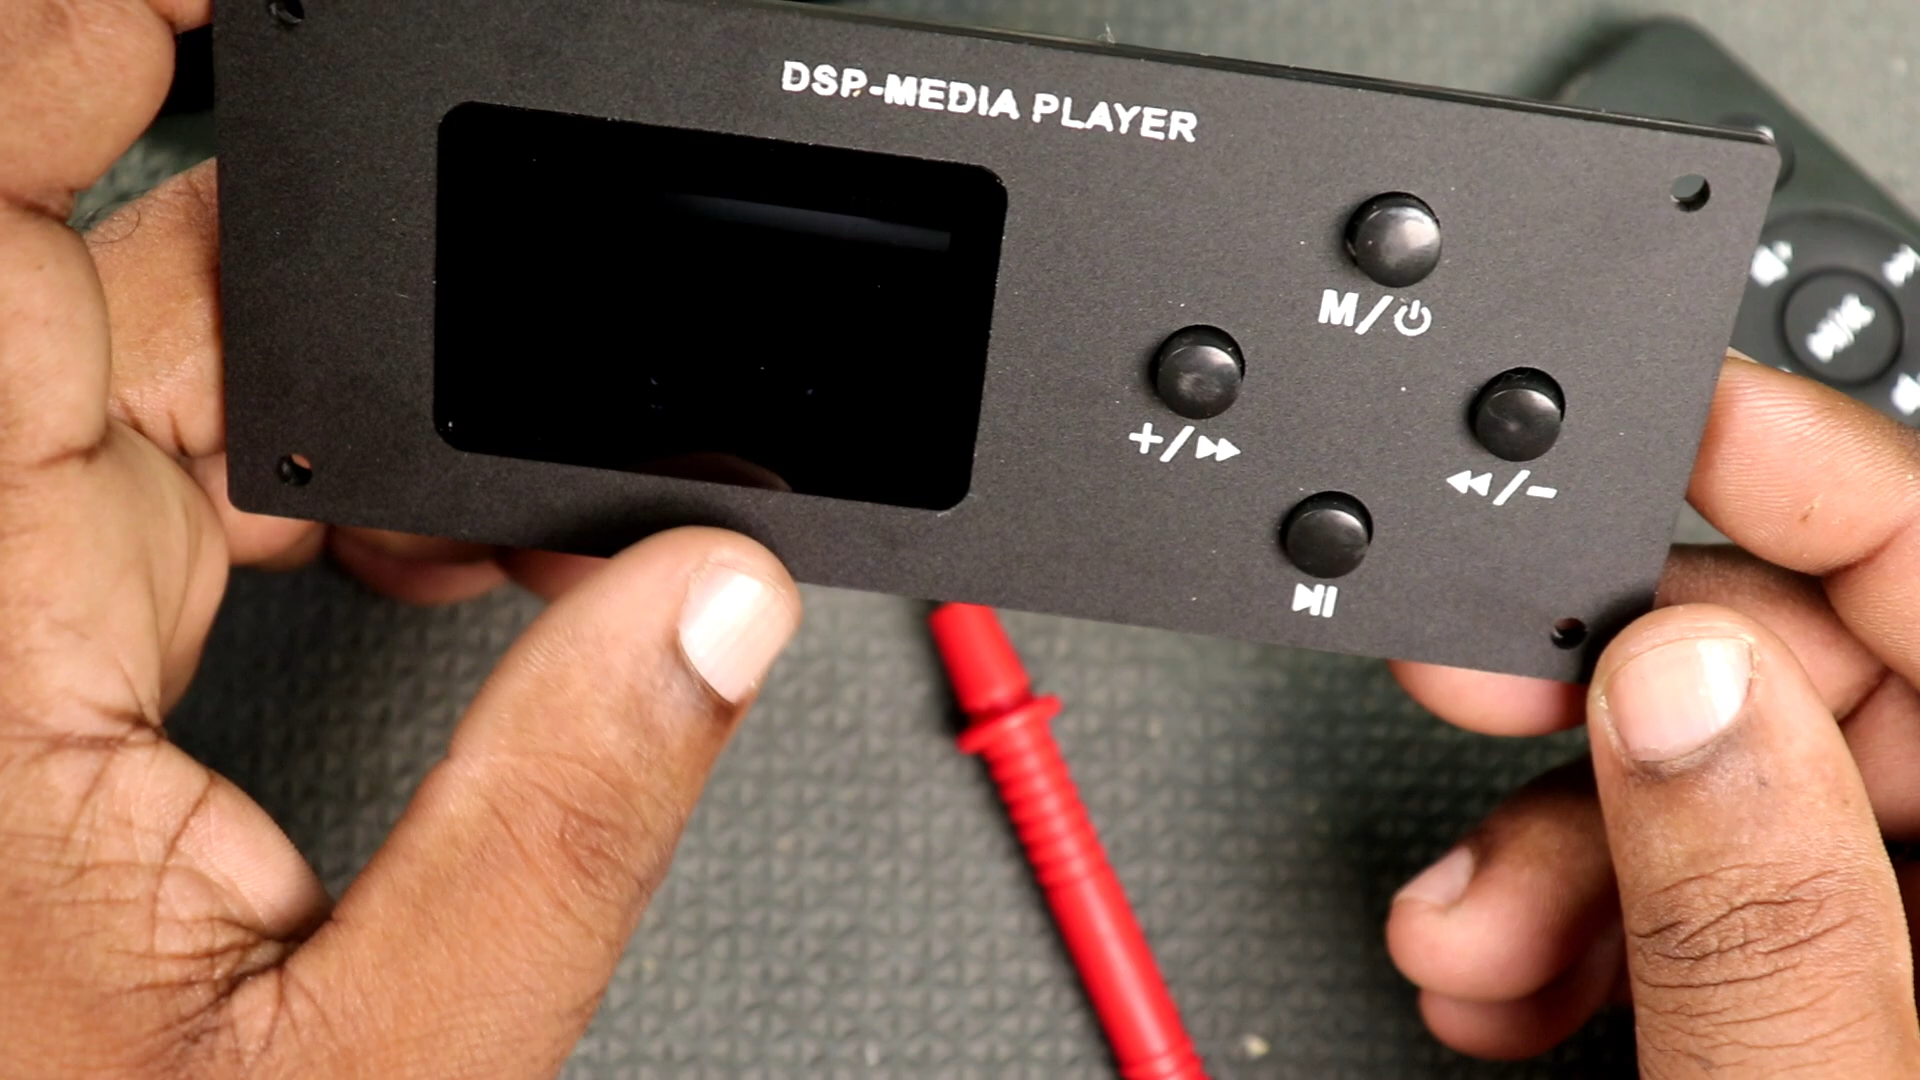 DSP-MEDIA PLAYER
M/⏻
+/⏩
⏪/-
⏯